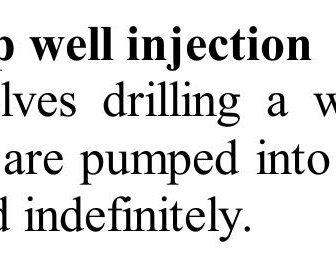 p well injection
lves drilling a w
are pumped into
d indefinitely.